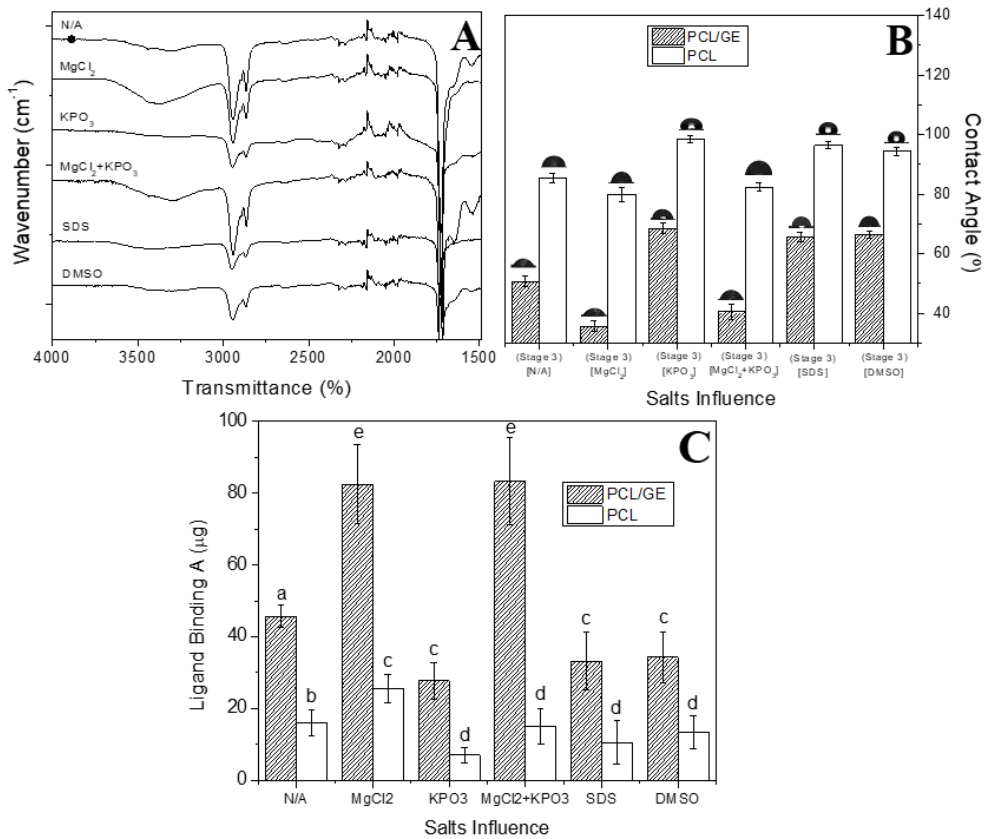 A
N/A
MgCl2
KPO3
MgCl2+KPO3
SDS
DMSO
Wavenumber (cm-1)
4000 3500 3000 2500 2000 1500
Transmittance (%)
B
PCL/GE
PCL
140
120
100
80
60
40
Contact Angle (º)
(Stage 3) (Stage 3) (Stage 3) (Stage 3) (Stage 3) (Stage 3)
[N/A] [MgCl2] [KPO3] [MgCl2+KPO3] [SDS] [DMSO]
Salts Influence
C
PCL/GE
PCL
100
80
60
40
20
0
Ligand Binding A (µg)
a b e c c d e d c d c d
N/A MgCl2 KPO3 MgCl2+KPO3 SDS DMSO
Salts Influence